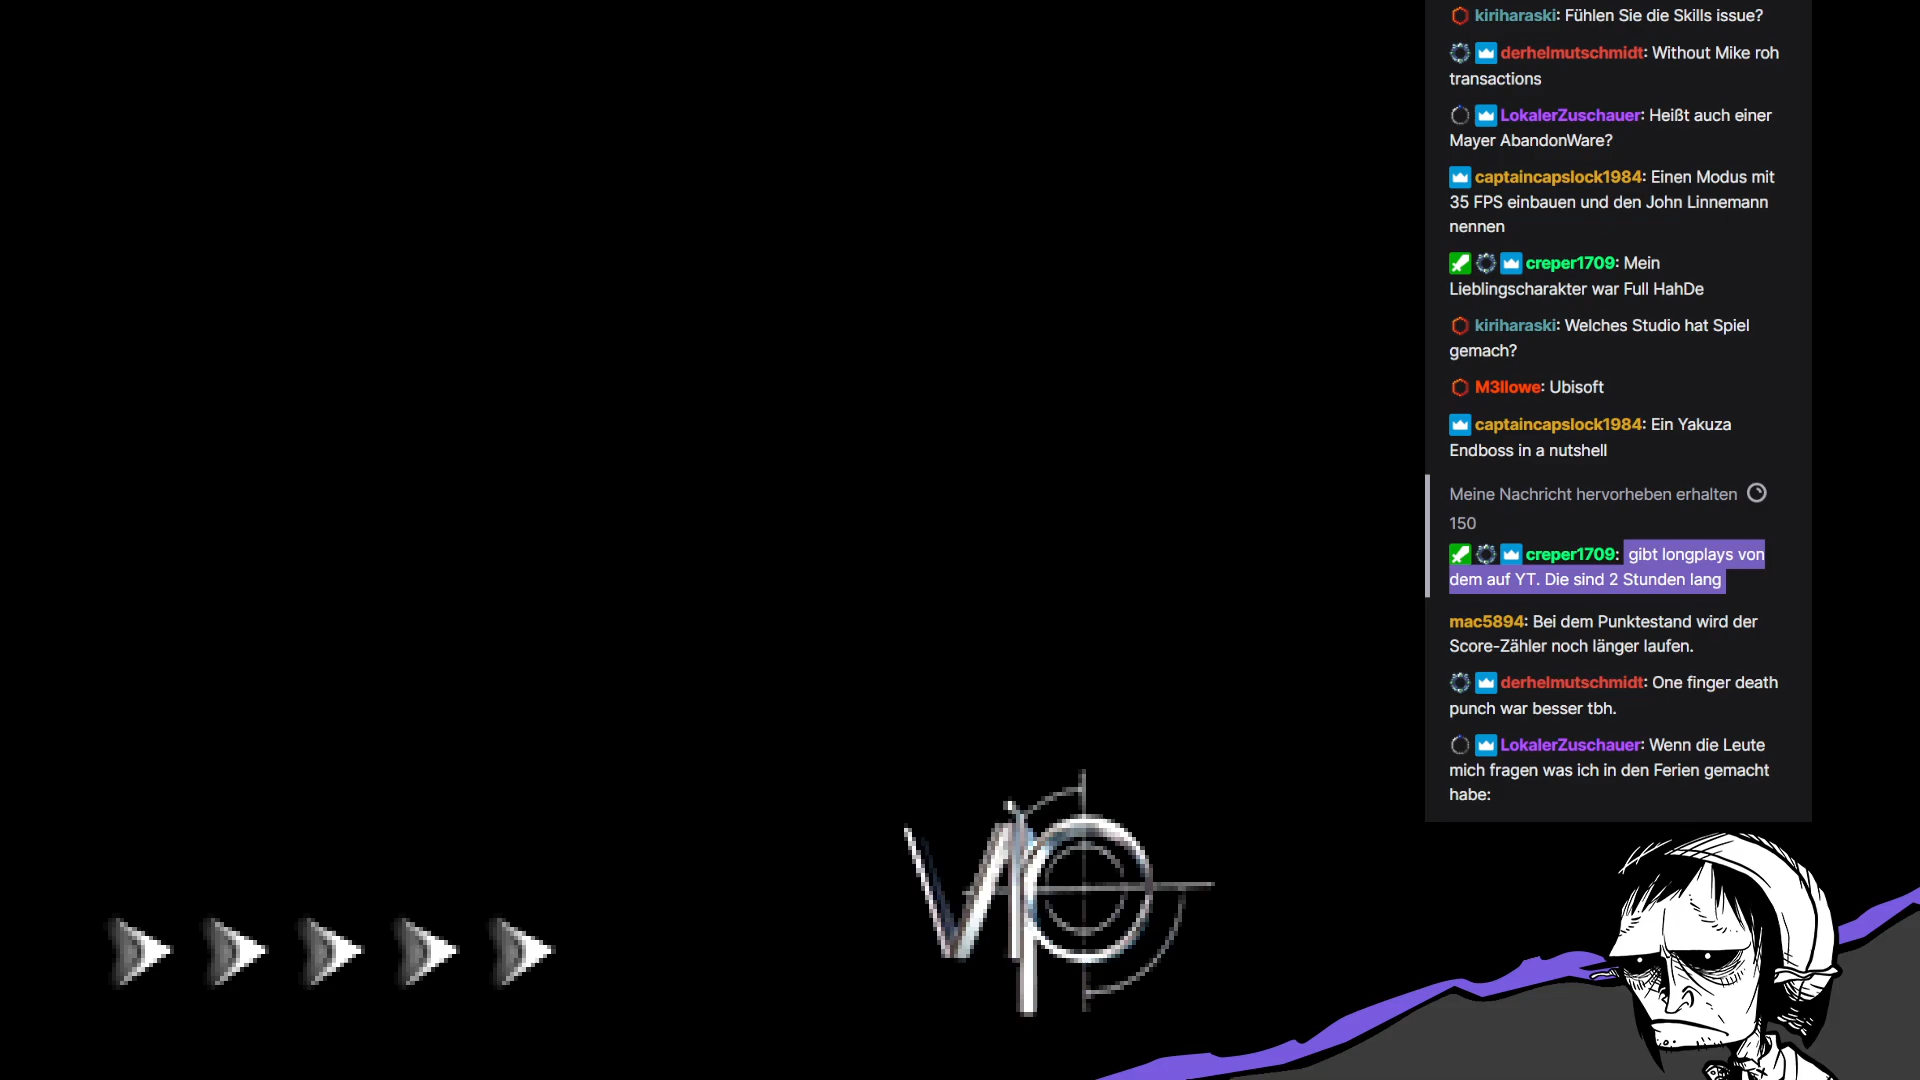 kiriharaski: Fühlen Sie die Skills issue?
derhelmutschmidt: Without Mike roh
transactions
LokalerZuschauer: Heißt auch einer
Mayer AbandonWare?
captaincapslock1984: Einen Modus mit
35 FPS einbauen und den John Linnemann
nennen
creper1709: Mein
Lieblingscharakter war Full HahDe
kiriharaski: Welches Studio hat Spiel
gemach?
M3llowe: Ubisoft
captaincapslock1984: Ein Yakuza
Endboss in a nutshell
Meine Nachricht hervorheben erhalten
150
creper1709: gibt longplays von
dem auf YT. Die sind 2 Stunden lang
mac5894: Bei dem Punktestand wird der
Score-Zähler noch länger laufen.
derhelmutschmidt: One finger death
punch war besser tbh.
LokalerZuschauer: Wenn die Leute
mich fragen was ich in den Ferien gemacht
habe:
vip